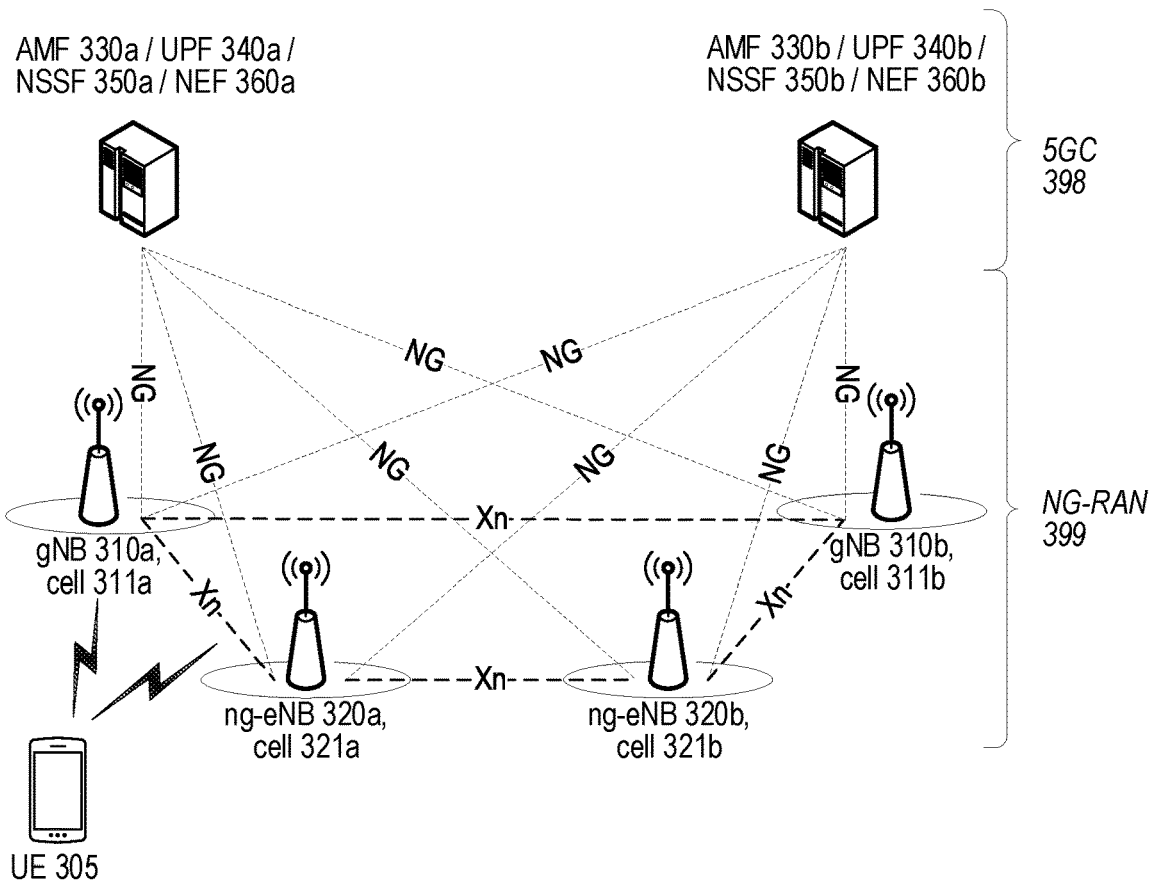 AMF 330a / UPF 340a /
NSSF 350a / NEF 360a
AMF 330b / UPF 340b /
NSSF 350b / NEF 360b
5GC
398
NG
NG
NG
NG
NG
NG
NG
NG
Xn
NG-RAN
399
gNB 310a,
cell 311a
gNB 310b,
cell 311b
Xn
Xn
Xn
ng-eNB 320a,
cell 321a
ng-eNB 320b,
cell 321b
UE 305